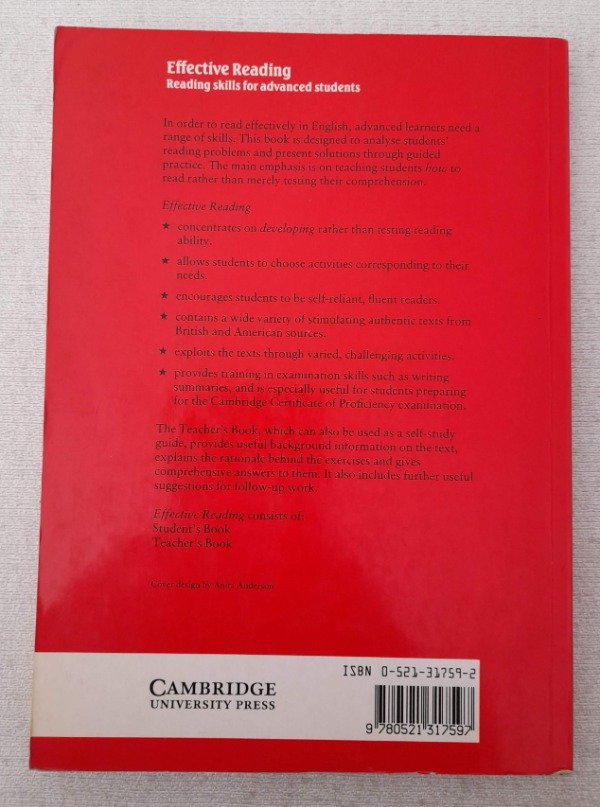 Effective Reading
Reading skills for advanced students
In order to read effectively in English, advanced learners need a
range of skills. This book is designed to analyse students'
reading problems and present solutions through guided
practice. The main emphasis is on teaching students how to
read rather than merely testing their comprehension.
Effective Reading
★ concentrates on developing rather than testing reading
ability.
★ allows students to choose activities corresponding to their
needs.
★ encourages students to be self-reliant, fluent readers.
★ contains a wide variety of stimulating authentic texts from
British and American sources.
★ exploits the texts through varied, challenging activities.
★ provides training in examination skills such as writing
summaries, and is especially useful for students preparing
for the Cambridge Certificate of Proficiency examination.
The Teacher's Book, which can also be used as a self-study
guide, provides useful background information on the text,
explains the rationale behind the exercises and gives
comprehensive answers to them. It also includes further useful
suggestions for follow-up work.
Effective Reading consists of:
Student's Book
Teacher's Book
Cover design by Anita Anderson
CAMBRIDGE
UNIVERSITY PRESS
ISBN 0-521-31759-2
9 780521 317597